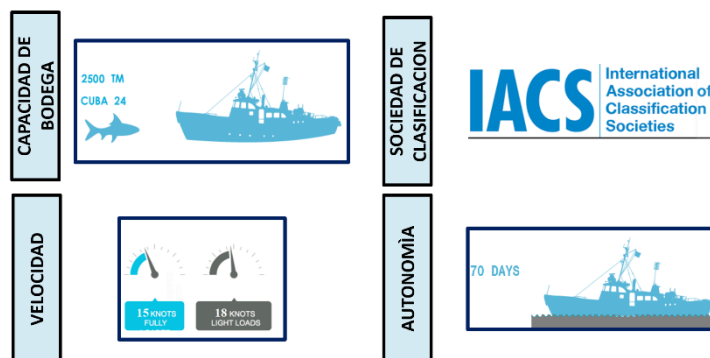 CAPACIDAD DE
BODEGA
2500 TM
CUBA 24
SOCIEDAD DE
CLASIFICACION
IACS
International
Association of
Classification
Societies
VELOCIDAD
15 KNOTS
FULLY
18 KNOTS
LIGHT LOADS
AUTONOMÌA
70 DAYS